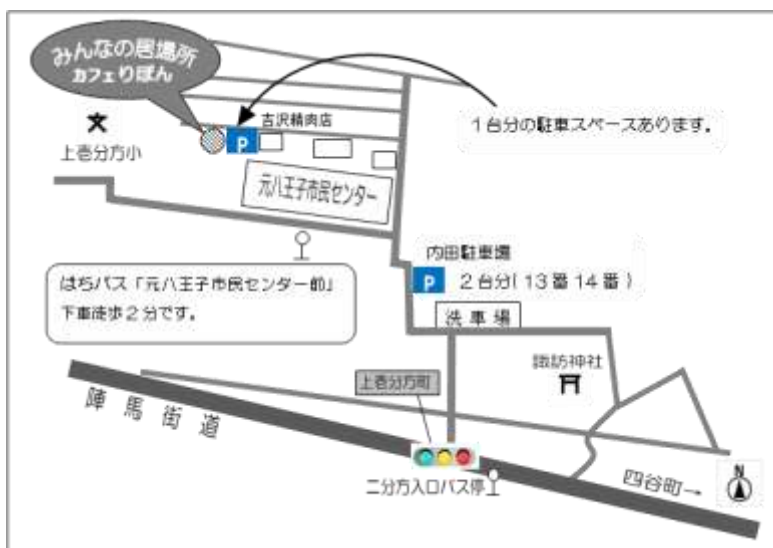 みんなの居場所
カフェりぼん
文
上壱分方小
P
吉沢精肉店
1台分の駐車スペースあります。
元八王子市民センター
内田駐車場
P 2台分(13番14番)
洗車場
はちバス「元八王子市民センター前」
下車徒歩2分です。
諏訪神社
上壱分方町
陣馬街道
二分方入口バス停
四谷町→
N